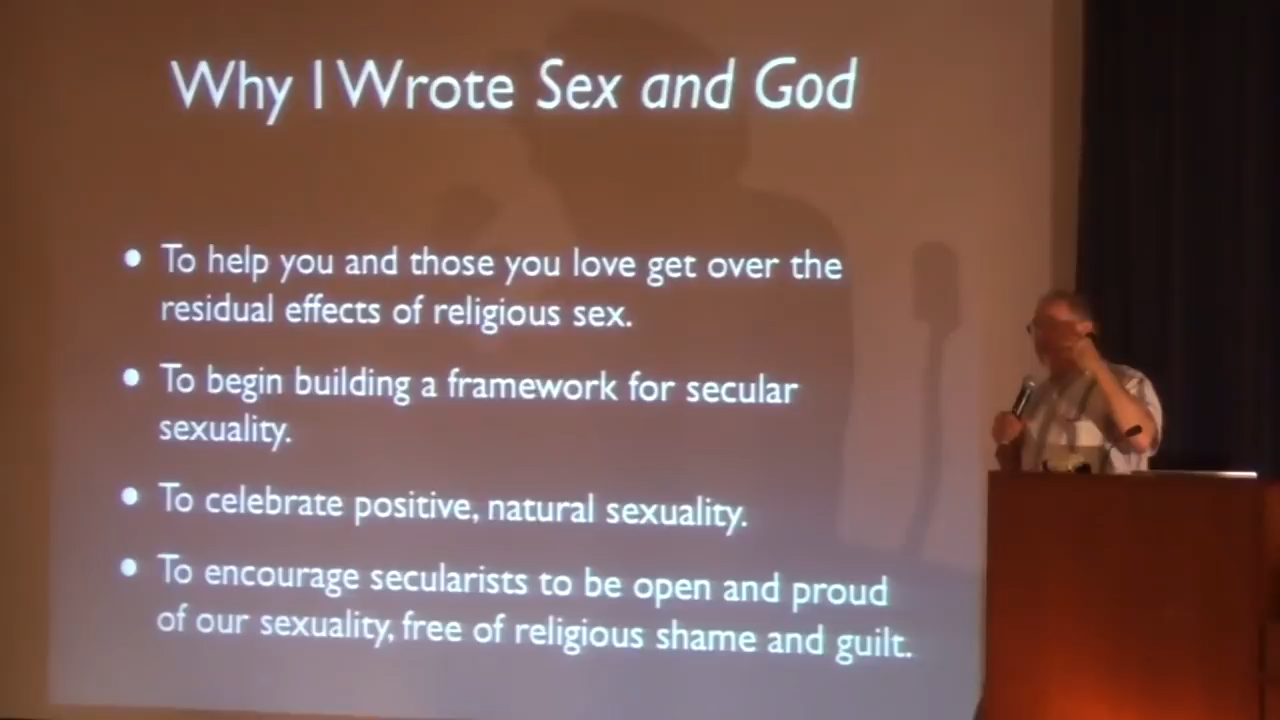 Why I Wrote Sex and God
• To help you and those you love get over the
residual effects of religious sex.
• To begin building a framework for secular
sexuality.
• To celebrate positive, natural sexuality.
• To encourage secularists to be open and proud
of our sexuality, free of religious shame and guilt.